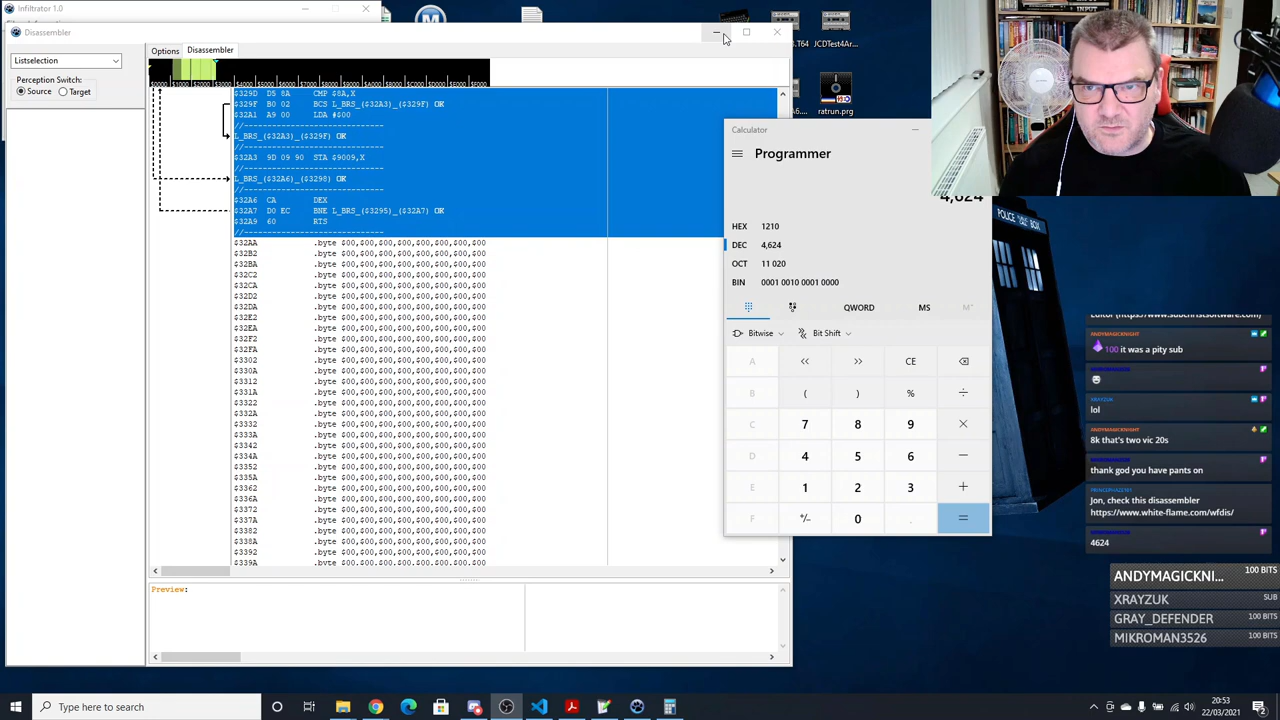 Infiltrator 1.0
Disassembler
Listselection
Perception Switch:
Source Target
Options Disassembler
$329D D5 8A CMP $8A,X
$329F B0 02 BCS L_BRS_($32A3)_($329F) OK
$32A1 A9 00 LDA #$00
//------------------------------
L_BRS_($32A3)_($329F) OK
//------------------------------
$32A3 9D 09 90 STA $9009,X
//------------------------------
L_BRS_($32A6)_($3298) OK
//------------------------------
$32A6 CA DEX
$32A7 D0 EC BNE L_BRS_($3295)_($32A7) OK
$32A9 60 RTS
//------------------------------
$32AA .byte $00,$00,$00,$00,$00,$00,$00,$00
$32B2 .byte $00,$00,$00,$00,$00,$00,$00,$00
$32BA .byte $00,$00,$00,$00,$00,$00,$00,$00
$32C2 .byte $00,$00,$00,$00,$00,$00,$00,$00
$32CA .byte $00,$00,$00,$00,$00,$00,$00,$00
$32D2 .byte $00,$00,$00,$00,$00,$00,$00,$00
$32DA .byte $00,$00,$00,$00,$00,$00,$00,$00
$32E2 .byte $00,$00,$00,$00,$00,$00,$00,$00
$32EA .byte $00,$00,$00,$00,$00,$00,$00,$00
$32F2 .byte $00,$00,$00,$00,$00,$00,$00,$00
$32FA .byte $00,$00,$00,$00,$00,$00,$00,$00
$3302 .byte $00,$00,$00,$00,$00,$00,$00,$00
$330A .byte $00,$00,$00,$00,$00,$00,$00,$00
$3312 .byte $00,$00,$00,$00,$00,$00,$00,$00
$331A .byte $00,$00,$00,$00,$00,$00,$00,$00
$3322 .byte $00,$00,$00,$00,$00,$00,$00,$00
$332A .byte $00,$00,$00,$00,$00,$00,$00,$00
$3332 .byte $00,$00,$00,$00,$00,$00,$00,$00
$333A .byte $00,$00,$00,$00,$00,$00,$00,$00
$3342 .byte $00,$00,$00,$00,$00,$00,$00,$00
$334A .byte $00,$00,$00,$00,$00,$00,$00,$00
$3352 .byte $00,$00,$00,$00,$00,$00,$00,$00
$335A .byte $00,$00,$00,$00,$00,$00,$00,$00
$3362 .byte $00,$00,$00,$00,$00,$00,$00,$00
$336A .byte $00,$00,$00,$00,$00,$00,$00,$00
$3372 .byte $00,$00,$00,$00,$00,$00,$00,$00
$337A .byte $00,$00,$00,$00,$00,$00,$00,$00
$3382 .byte $00,$00,$00,$00,$00,$00,$00,$00
$338A .byte $00,$00,$00,$00,$00,$00,$00,$00
$3392 .byte $00,$00,$00,$00,$00,$00,$00,$00
Preview:
JCDTest4Ar...
ratrun.prg
INPUT
Calculator
Programmer
4,624
HEX 1210
DEC 4,624
OCT 11 020
BIN 0001 0010 0001 0000
QWORD MS M˅
Bitwise Bit Shift
A << >> CE
B ( ) % ÷
C 7 8 9 ×
D 4 5 6 −
E 1 2 3 +
F +/− 0 . =
POLICE BOX
Editor (https://www.subchristsoftware.com/
ANDYMAGICKNIGHT
100 it was a pity sub
XRAYZUK
lol
ANDYMAGICKNIGHT
8k that's two vic 20s
thank god you have pants on
Jon, check this disassembler
https://www.white-flame.com/wfdis/
4624
ANDYMAGICKNI... 100 BITS
XRAYZUK SUB
GRAY_DEFENDER 100 BITS
MIKROMAN3526 100 BITS
Type here to search
20:53
22/03/2021